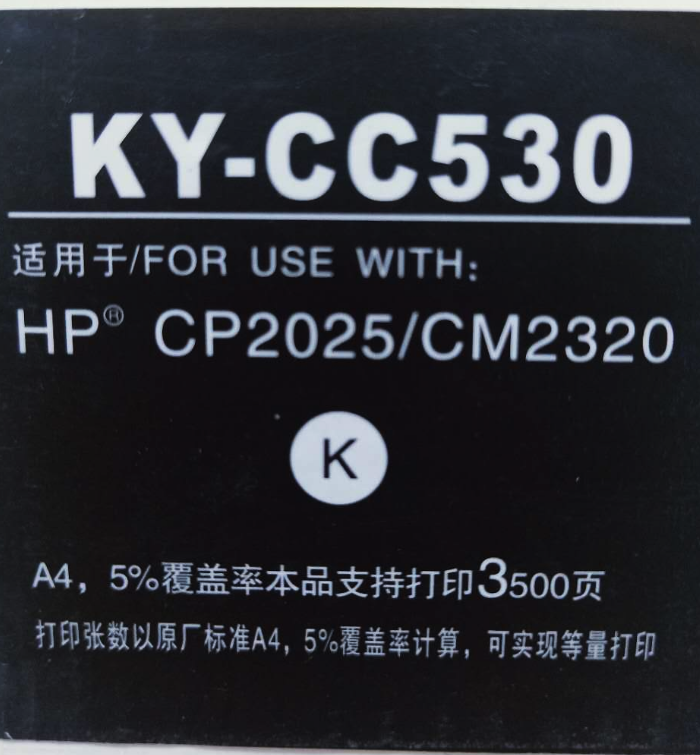 KY-CC530
适用于/FOR USE WITH:
HP® CP2025/CM2320
K
A4，5%覆盖率本品支持打印3500页
打印张数以原厂标准A4，5%覆盖率计算，可实现等量打印